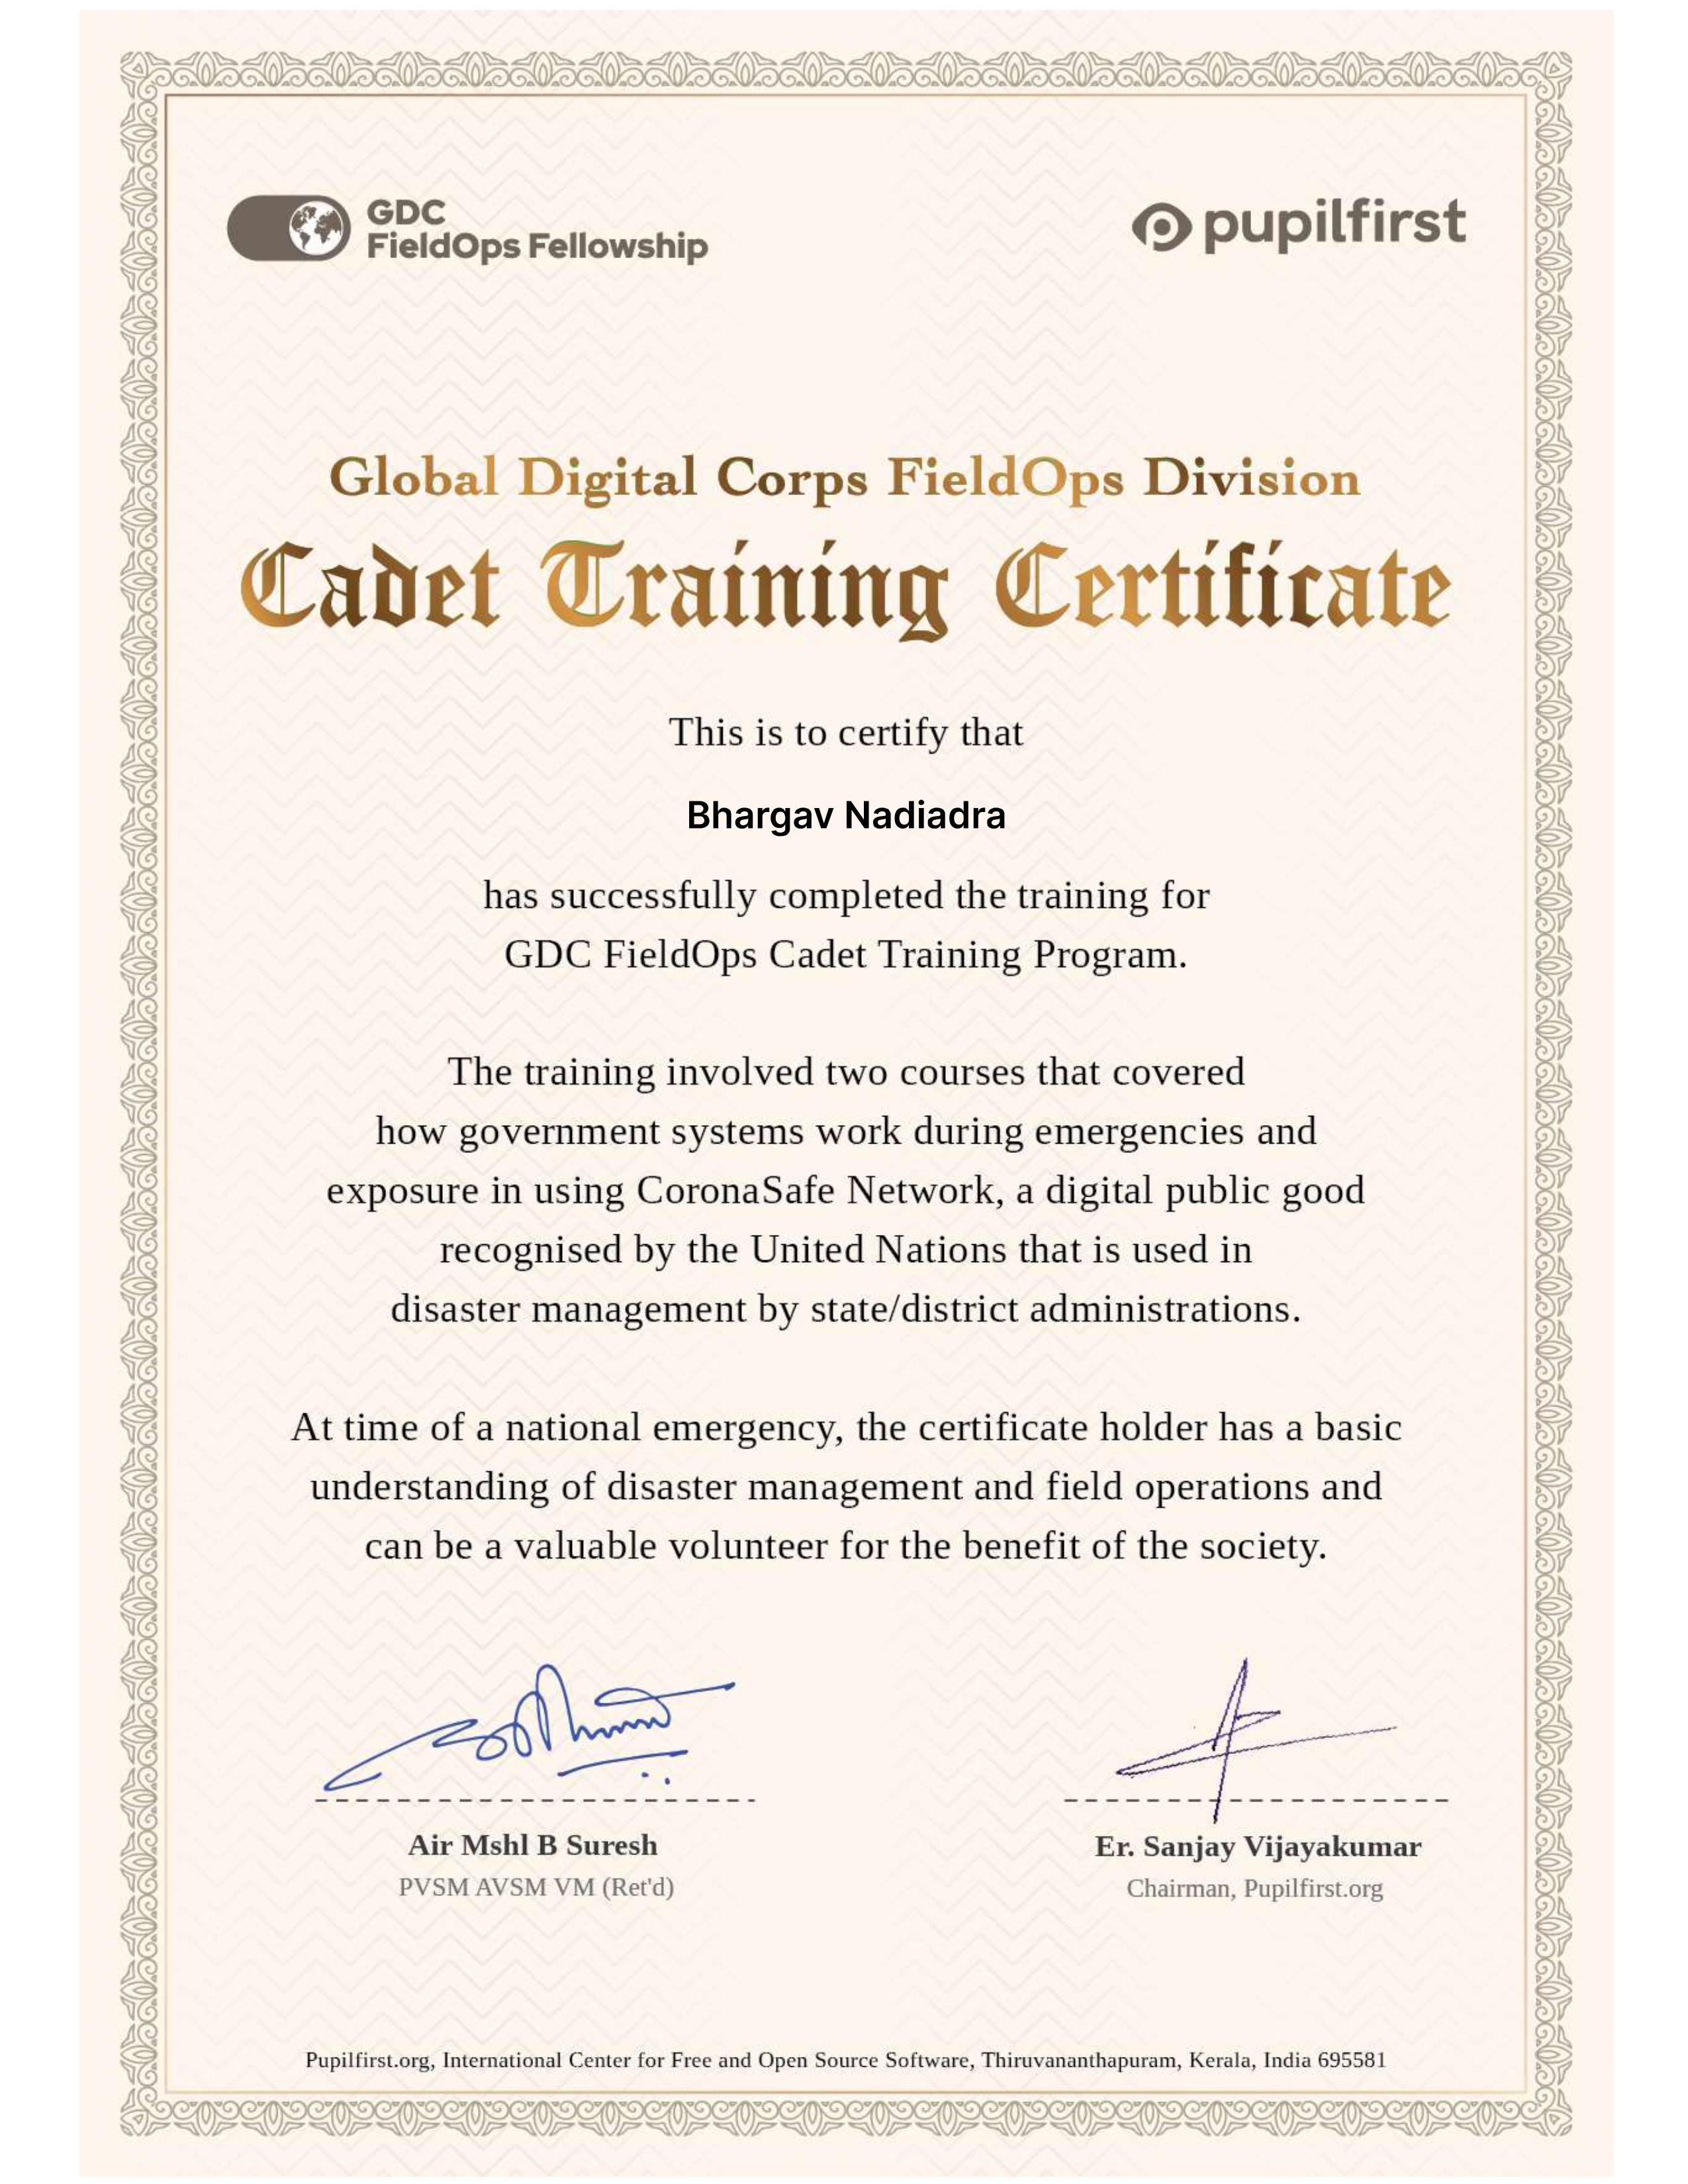 GDC
FieldOps Fellowship
pupilfirst
Global Digital Corps FieldOps Division
Cadet Training Certificate
This is to certify that
Bhargav Nadiadra
has successfully completed the training for
GDC FieldOps Cadet Training Program.
The training involved two courses that covered
how government systems work during emergencies and
exposure in using CoronaSafe Network, a digital public good
recognised by the United Nations that is used in
disaster management by state/district administrations.
At time of a national emergency, the certificate holder has a basic
understanding of disaster management and field operations and
can be a valuable volunteer for the benefit of the society.
Air Mshl B Suresh
PVSM AVSM VM (Ret'd)
Er. Sanjay Vijayakumar
Chairman, Pupilfirst.org
Pupilfirst.org, International Center for Free and Open Source Software, Thiruvananthapuram, Kerala, India 695581